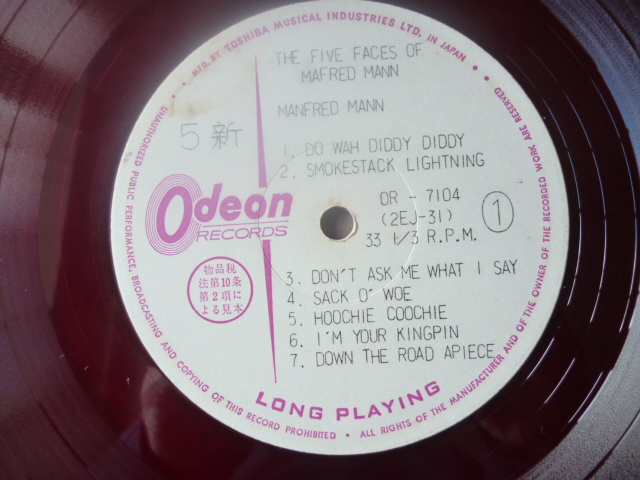 MFG. BY TOSHIBA MUSICAL INDUSTRIES LTD. IN JAPAN
THE FIVE FACES OF
MAFRED MANN
MANFRED MANN
5 新
1. DO WAH DIDDY DIDDY
2. SMOKESTACK LIGHTNING
Odeon
RECORDS
OR - 7104
(2EJ-31)
33 1/3 R.P.M.
1
物品税
法第10条
第2項に
よる見本
3. DON'T ASK ME WHAT I SAY
4. SACK O' WOE
5. HOOCHIE COOCHIE
6. I'M YOUR KINGPIN
7. DOWN THE ROAD APIECE
LONG PLAYING
UNAUTHORIZED PUBLIC PERFORMANCE, BROADCASTING AND COPYING OF THIS RECORD PROHIBITED • ALL RIGHTS OF THE MANUFACTURER AND OF THE OWNER OF THE RECORDED WORK ARE RESERVED